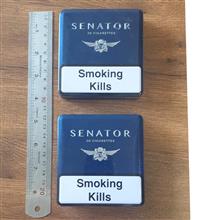 SENATOR
20 CIGARETTES
Smoking
Kills
SENATOR
20 CIGARETTES
Smoking
Kills